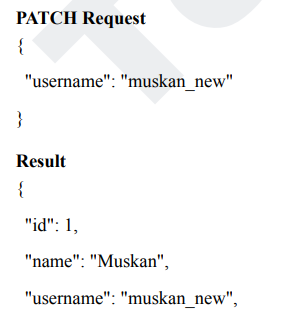 PATCH Request
{
"username": "muskan_new"
}
Result
{
"id": 1,
"name": "Muskan",
"username": "muskan_new",